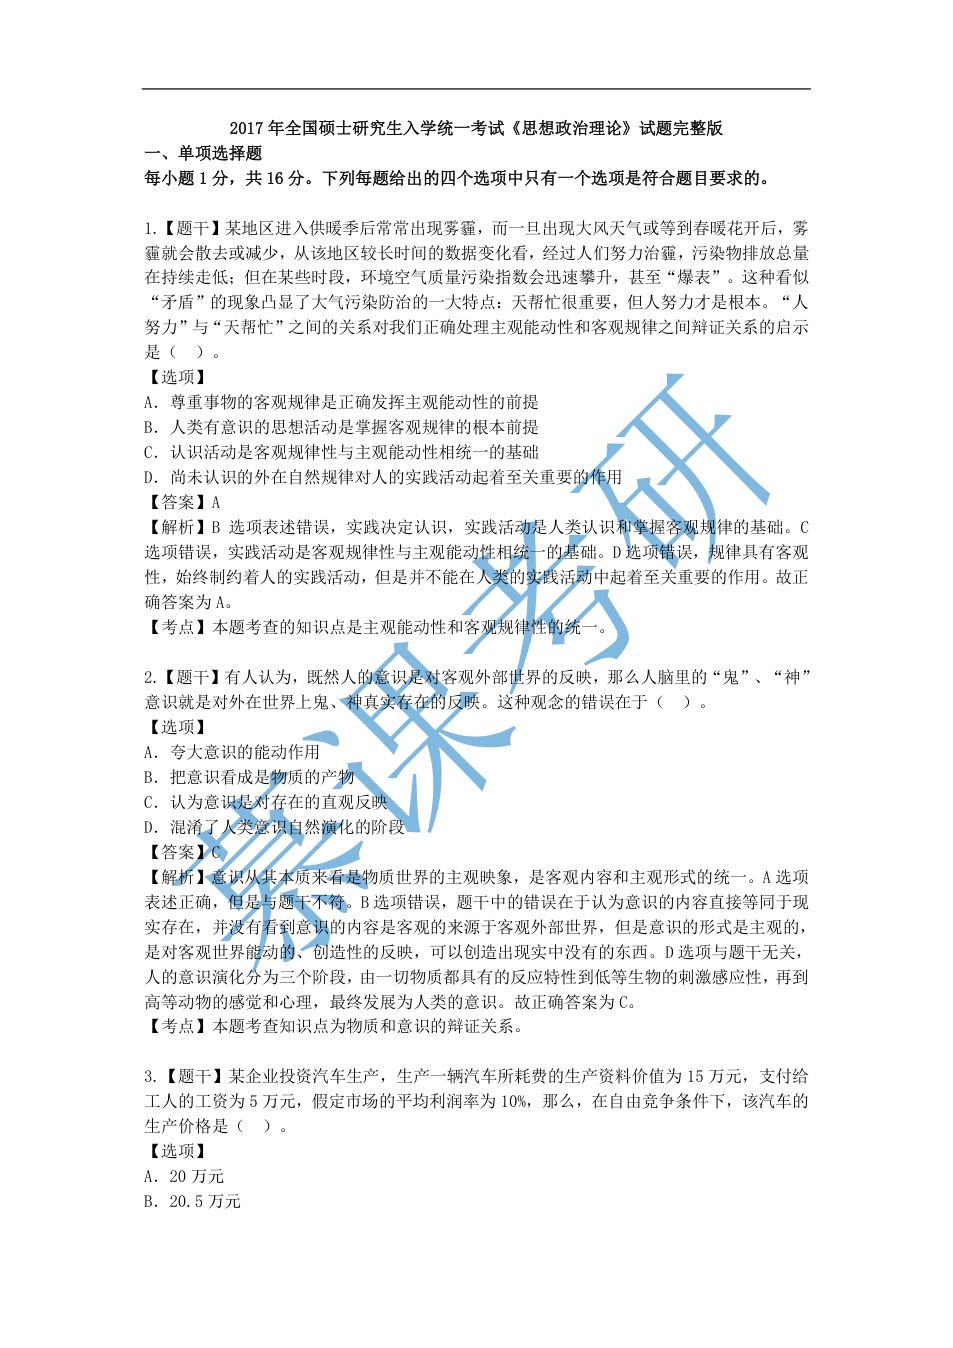 2017 年全国硕士研究生入学统一考试《思想政治理论》试题完整版
一、单项选择题
每小题 1 分，共 16 分。下列每题给出的四个选项中只有一个选项是符合题目要求的。
1.【题干】某地区进入供暖季后常常出现雾霾，而一旦出现大风天气或等到春暖花开后，雾
霾就会散去或减少，从该地区较长时间的数据变化看，经过人们努力治霾，污染物排放总量
在持续走低；但在某些时段，环境空气质量污染指数会迅速攀升，甚至“爆表”。这种看似
“矛盾”的现象凸显了大气污染防治的一大特点：天帮忙很重要，但人努力才是根本。“人
努力”与“天帮忙”之间的关系对我们正确处理主观能动性和客观规律之间辩证关系的启示
是（　）。
【选项】
A．尊重事物的客观规律是正确发挥主观能动性的前提
B．人类有意识的思想活动是掌握客观规律的根本前提
C．认识活动是客观规律性与主观能动性相统一的基础
D．尚未认识的外在自然规律对人的实践活动起着至关重要的作用
【答案】A
【解析】B 选项表述错误，实践决定认识，实践活动是人类认识和掌握客观规律的基础。C
选项错误，实践活动是客观规律性与主观能动性相统一的基础。D 选项错误，规律具有客观
性，始终制约着人的实践活动，但是并不能在人类的实践活动中起着至关重要的作用。故正
确答案为 A。
【考点】本题考查的知识点是主观能动性和客观规律性的统一。
2.【题干】有人认为，既然人的意识是对客观外部世界的反映，那么人脑里的“鬼”、“神”
意识就是对外在世界上鬼、神真实存在的反映。这种观念的错误在于（　）。
【选项】
A．夸大意识的能动作用
B．把意识看成是物质的产物
C．认为意识是对存在的直观反映
D．混淆了人类意识自然演化的阶段
【答案】C
【解析】意识从其本质来看是物质世界的主观映象，是客观内容和主观形式的统一。A 选项
表述正确，但是与题干不符。B 选项错误，题干中的错误在于认为意识的内容直接等同于现
实存在，并没有看到意识的内容是客观的来源于客观外部世界，但是意识的形式是主观的，
是对客观世界能动的、创造性的反映，可以创造出现实中没有的东西。D 选项与题干无关，
人的意识演化分为三个阶段，由一切物质都具有的反应特性到低等生物的刺激感应性，再到
高等动物的感觉和心理，最终发展为人类的意识。故正确答案为 C。
【考点】本题考查知识点为物质和意识的辩证关系。
3.【题干】某企业投资汽车生产，生产一辆汽车所耗费的生产资料价值为 15 万元，支付给
工人的工资为 5 万元，假定市场的平均利润率为 10%，那么，在自由竞争条件下，该汽车的
生产价格是（　）。
【选项】
A．20 万元
B．20.5 万元
慕课考研